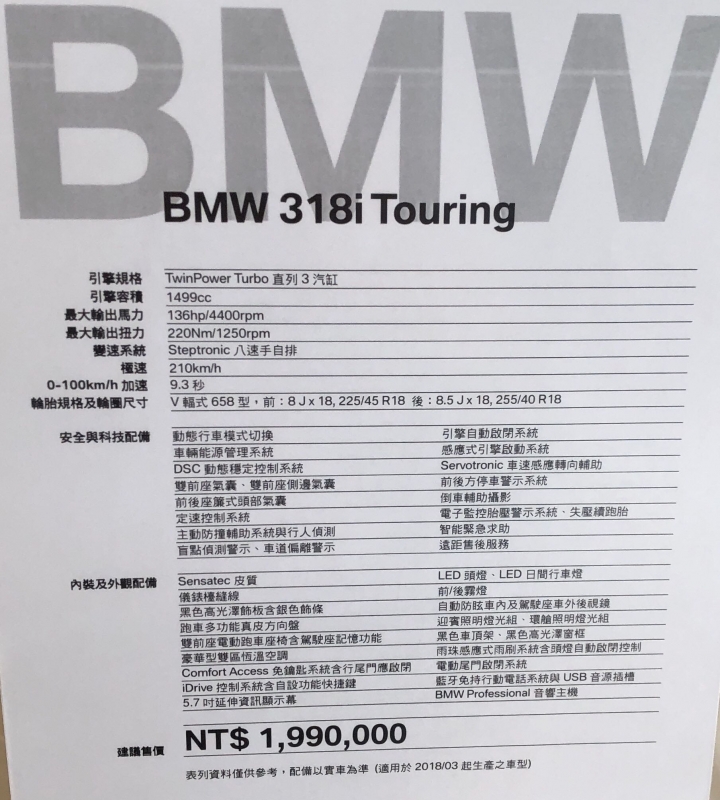 BMW
BMW 318i Touring
引擎規格 TwinPower Turbo 直列 3 汽缸
引擎容積 1499cc
最大輸出馬力 136hp/4400rpm
最大輸出扭力 220Nm/1250rpm
變速系統 Steptronic 八速手自排
極速 210km/h
0-100km/h 加速 9.3 秒
輪胎規格及輪圈尺寸 V 輻式 658 型，前：8 J x 18, 225/45 R18 後：8.5 J x 18, 255/40 R18
安全與科技配備 動態行車模式切換 引擎自動啟閉系統
車輛能源管理系統 感應式引擎啟動系統
DSC 動態穩定控制系統 Servotronic 車速感應轉向輔助
雙前座氣囊、雙前座側邊氣囊 前後方停車警示系統
前後座簾式頭部氣囊 倒車輔助攝影
定速控制系統 電子監控胎壓警示系統、失壓續跑胎
主動防撞輔助系統與行人偵測 智能緊急求助
盲點偵測警示、車道偏離警示 遠距售後服務
內裝及外觀配備 Sensatec 皮質 LED 頭燈、LED 日間行車燈
儀錶檯縫線 前/後霧燈
黑色高光澤飾板含銀色飾條 自動防眩車內及駕駛座車外後視鏡
跑車多功能真皮方向盤 迎賓照明燈光組、環艙照明燈光組
雙前座電動跑車座椅含駕駛座記憶功能 黑色車頂架、黑色高光澤窗框
豪華型雙區恆溫空調 雨珠感應式雨刷系統含頭燈自動啟閉控制
Comfort Access 免鑰匙系統含行尾門應啟閉 電動尾門啟閉系統
iDrive 控制系統含自設功能快捷鍵 藍牙免持行動電話系統與 USB 音源插槽
5.7 吋延伸資訊顯示幕 BMW Professional 音響主機
建議售價 NT$ 1,990,000
表列資料僅供參考，配備以實車為準 (適用於 2018/03 起生產之車型)